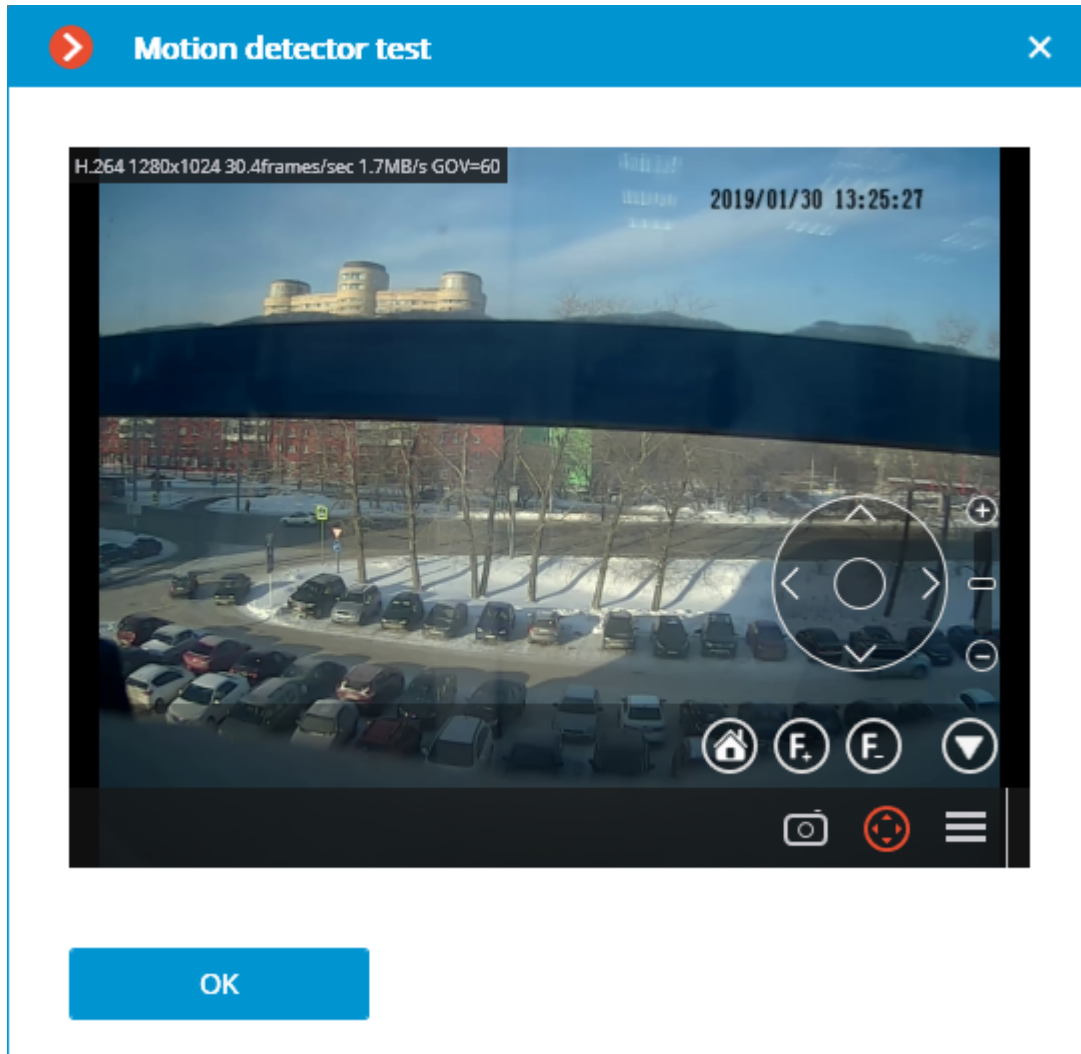 Motion detector test
H.264 1280x1024 30.4frames/sec 1.7MB/s GOV=60
2019/01/30 13:25:27
F+
F-
OK